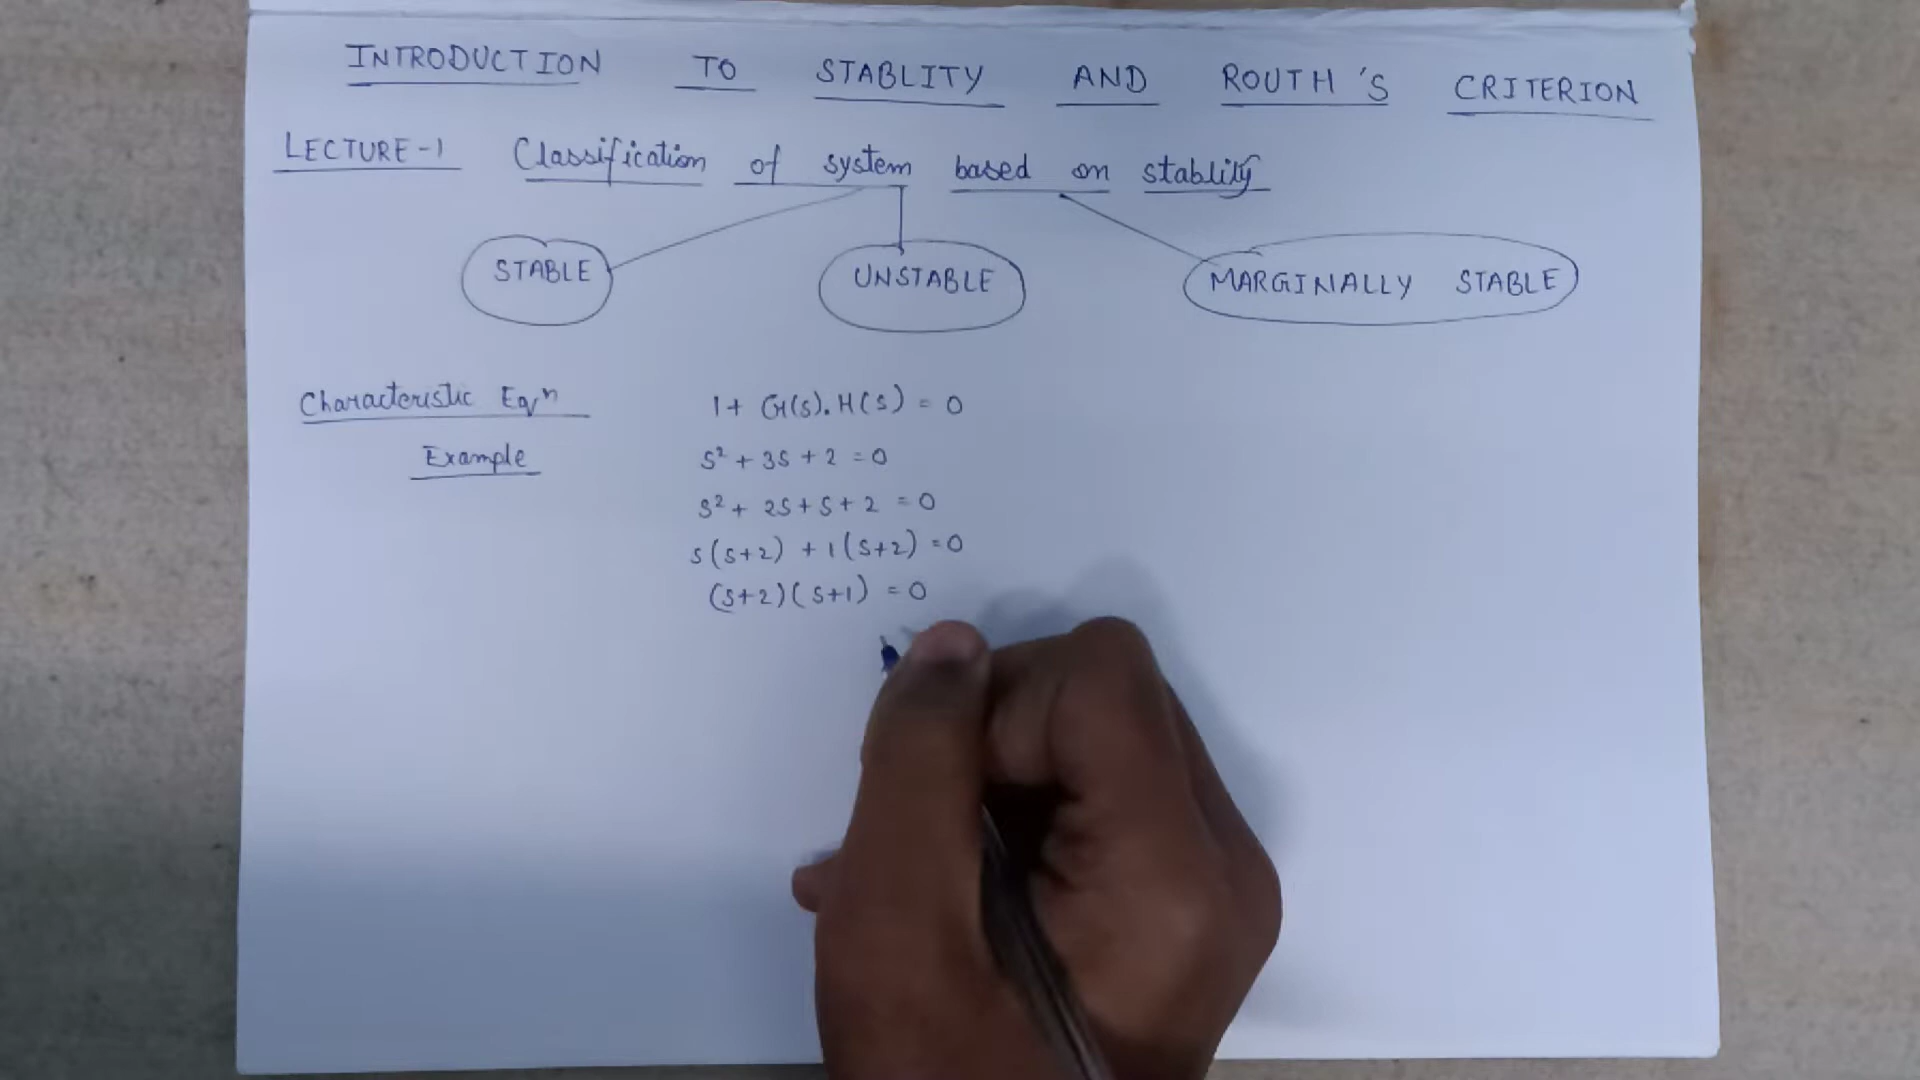 INTRODUCTION TO STABLITY AND ROUTH'S CRITERION
LECTURE-1 Classification of system based on stablity
STABLE UNSTABLE MARGINALLY STABLE
Characteristic Eqⁿ 1+ G(s).H(s) = 0
Example s² + 3s + 2 = 0
s² + 2s + s + 2 = 0
s(s+2) + 1(s+2) = 0
(s+2)(s+1) = 0